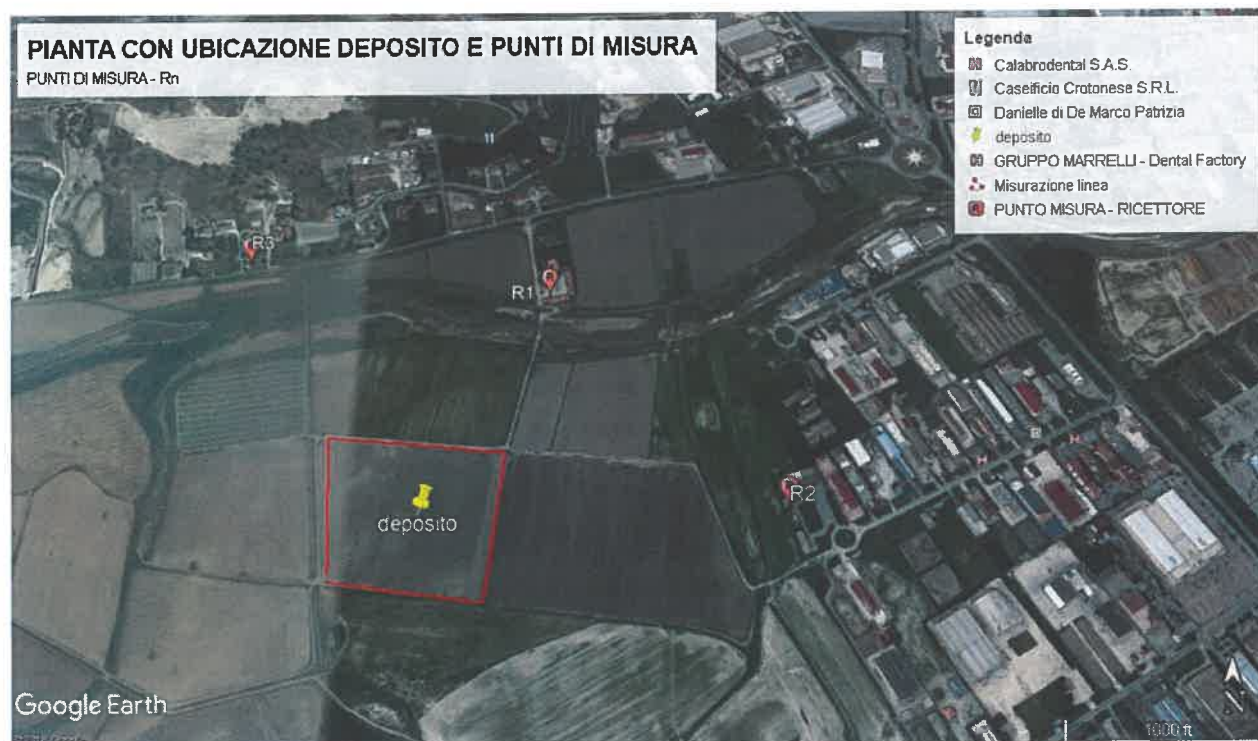 PIANTA CON UBICAZIONE DEPOSITO E PUNTI DI MISURA
PUNTI DI MISURA - Rn
Legenda
Calabrodental S.A.S.
Caseificio Crotonese S.R.L.
Danielle di De Marco Patrizia
deposito
GRUPPO MARRELLI - Dental Factory
Misurazione linea
PUNTO MISURA - RICETTORE
R3
R1
R2
deposito
Google Earth
N
1000 ft